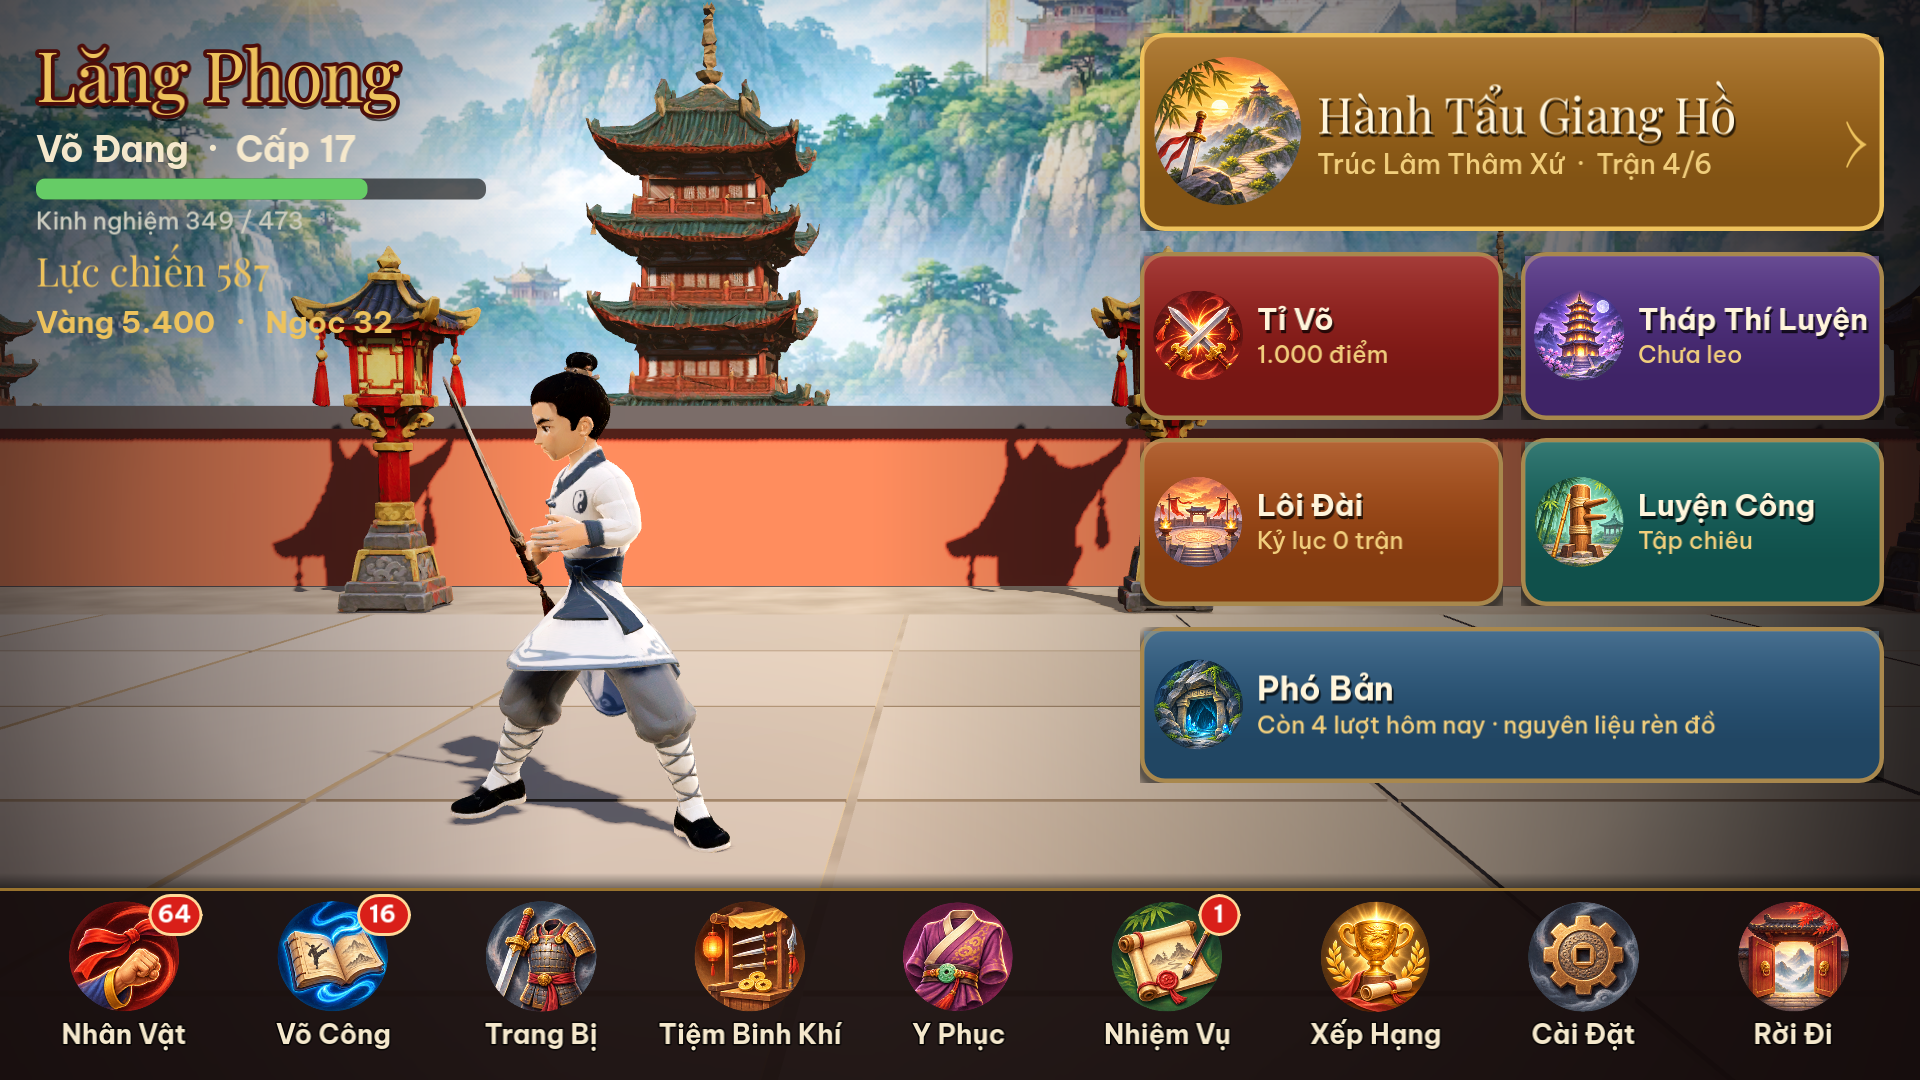 Lăng Phong
Võ Đang · Cấp 17
Kinh nghiệm 349 / 473
Lực chiến 587
Vàng 5.400 · Ngọc 32
Hành Tẩu Giang Hồ
Trúc Lâm Thâm Xứ · Trận 4/6
Tỉ Võ
1.000 điểm
Tháp Thí Luyện
Chưa leo
Lôi Đài
Kỷ lục 0 trận
Luyện Công
Tập chiêu
Phó Bản
Còn 4 lượt hôm nay · nguyên liệu rèn đồ
64
16
1
Nhân Vật
Võ Công
Trang Bị
Tiệm Binh Khí
Y Phục
Nhiệm Vụ
Xếp Hạng
Cài Đặt
Rời Đi